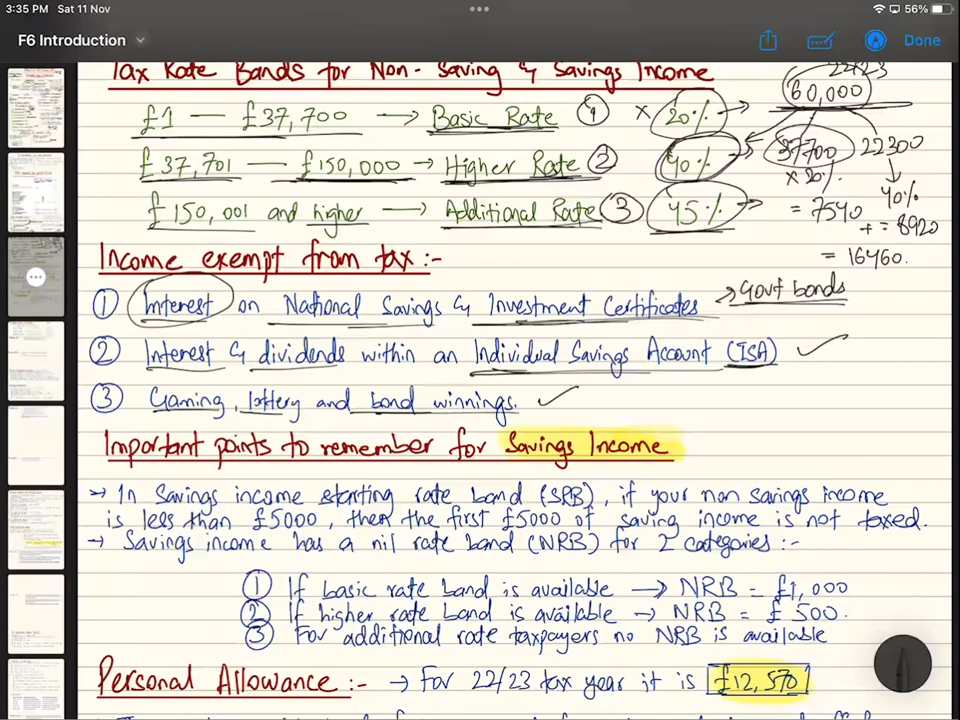 3:35 PM Sat 11 Nov
56%
F6 Introduction
Done
Tax Rate Bands for Non-Saving & Savings Income
22/23
60,000
£1 — £37,700 → Basic Rate ① × 20% →
37700 22300
× 20%
40%
= 7540
+ = 8920
= 16460.
£37,701 — £150,000 → Higher Rate ② 40% →
£150,001 and higher → Additional Rate ③ 45% →
Income exempt from tax :-
① Interest on National Savings & Investment Certificates → Govt bonds
② Interest & dividends within an Individual Savings Account (ISA) ✓
③ Gaming, lottery and bond winnings. ✓
Important points to remember for Savings Income
→ In Savings income starting rate band (SRB), if your non savings income
is less than £5000, then the first £5000 of saving income is not taxed.
→ Savings income has a nil rate band (NRB) for 2 categories :-
① If basic rate band is available → NRB = £1,000
② If higher rate band is available → NRB = £500.
③ For additional rate taxpayers no NRB is available
Personal Allowance :- → For 22/23 tax year it is £12,570